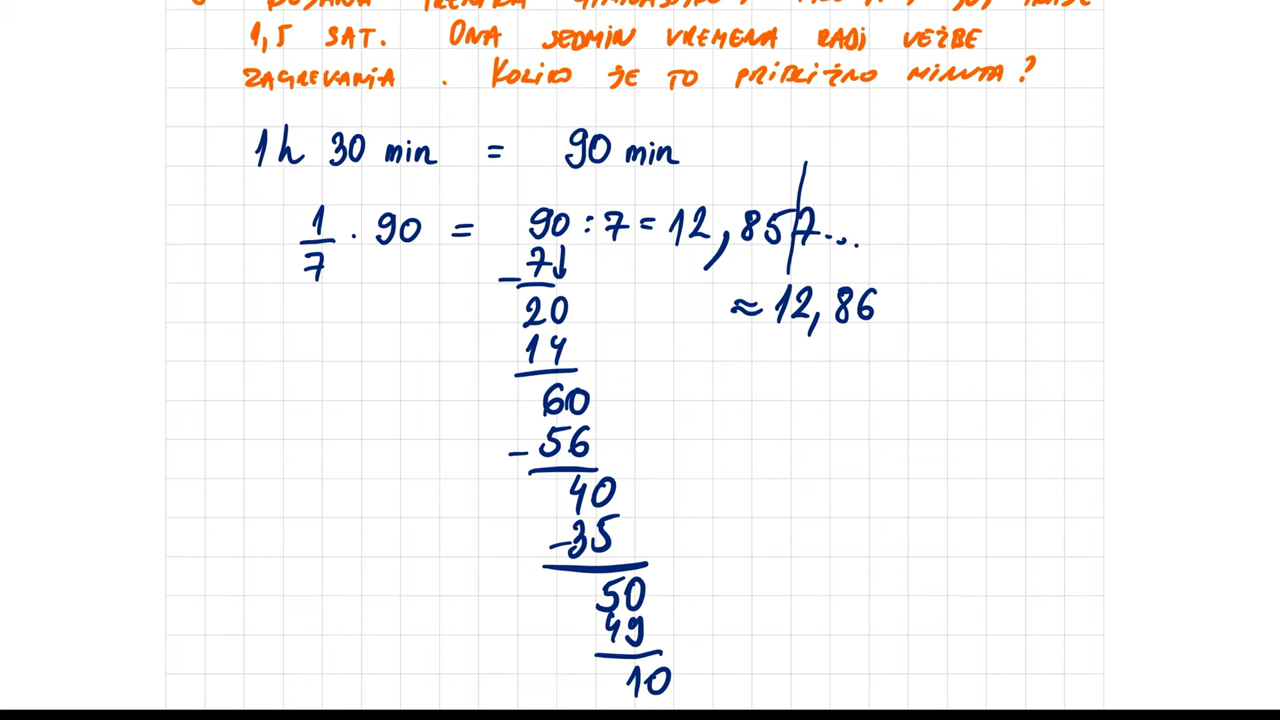 1,5 SAT. ONA SEDMIN VREMENA RADI VEŽBE
ZAGREVANJA . KOLIKO JE TO PRIBLIŽNO MINUTA?
1h 30 min = 90 min
1/7 · 90 = 90 : 7 = 12,857...
− 7↓
≈ 12,86
20
14
60
− 56
40
− 35
50
49
10